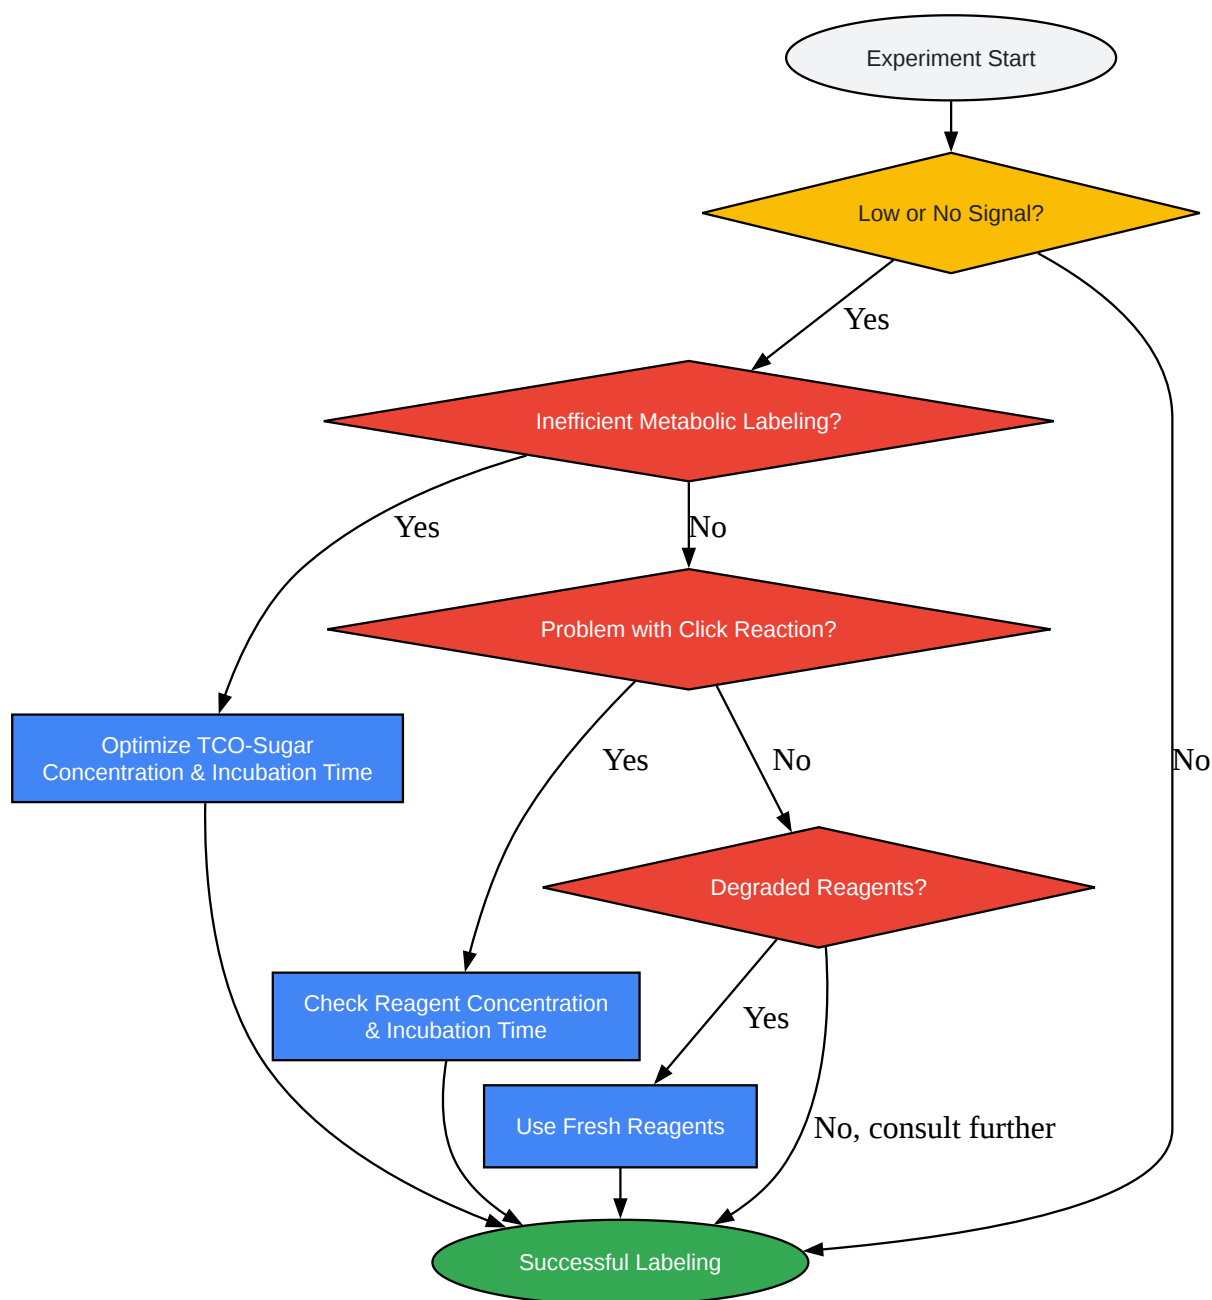 Experiment Start
Low or No Signal?
Yes
Inefficient Metabolic Labeling?
Yes
No
Problem with Click Reaction?
Optimize TCO-Sugar
Concentration & Incubation Time
Yes
No
No
Degraded Reagents?
Check Reagent Concentration
& Incubation Time
Yes
Use Fresh Reagents
No, consult further
Successful Labeling